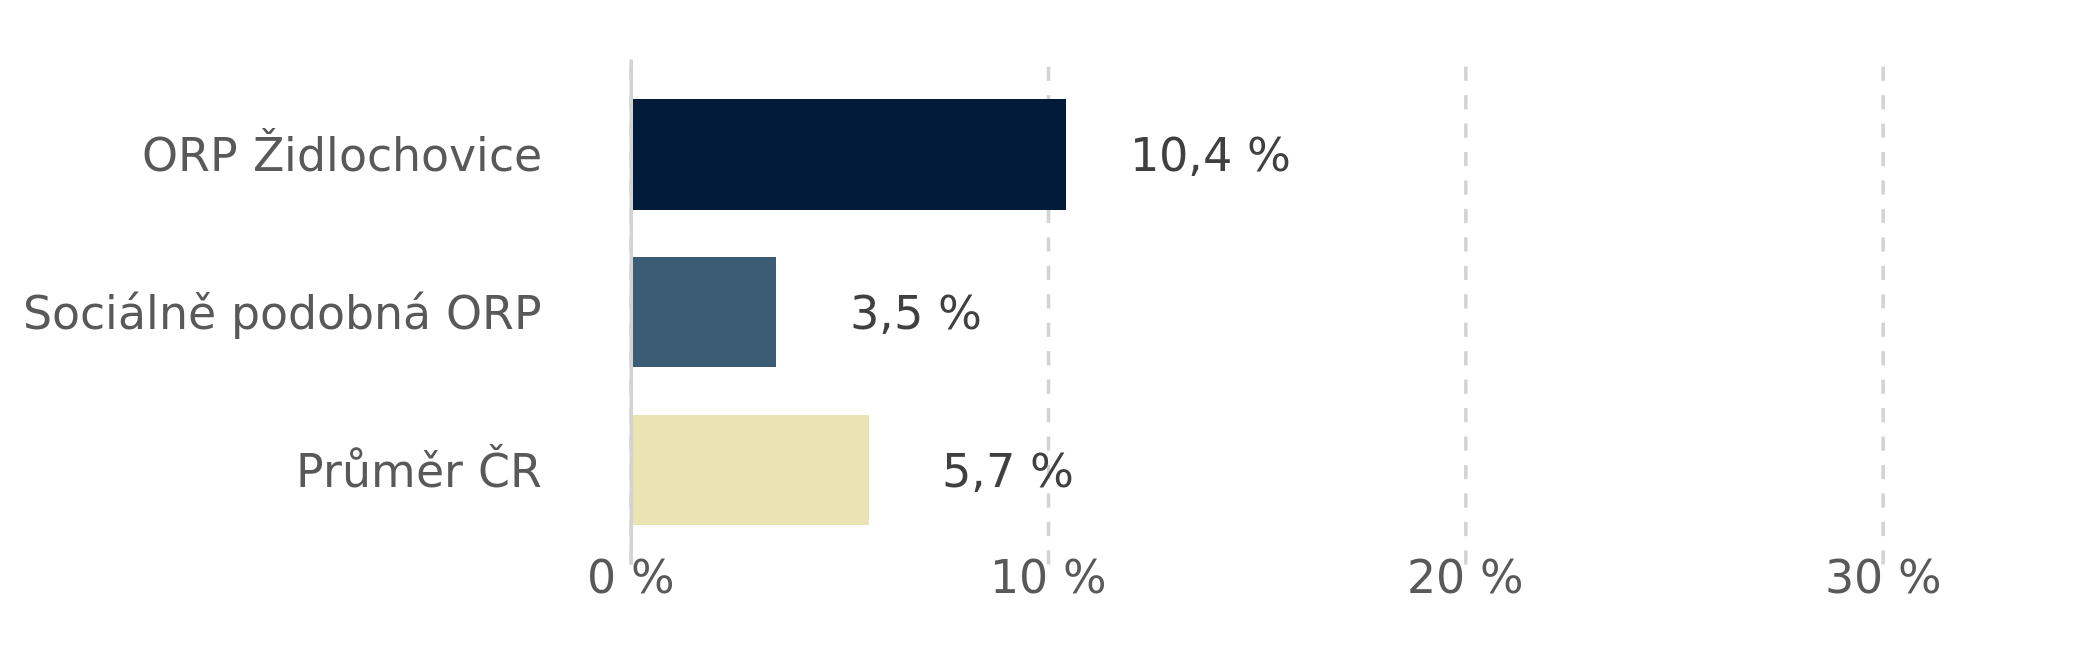 ORP Židlochovice
10,4 %
Sociálně podobná ORP
3,5 %
Průměr ČR
5,7 %
0 %
10 %
20 %
30 %